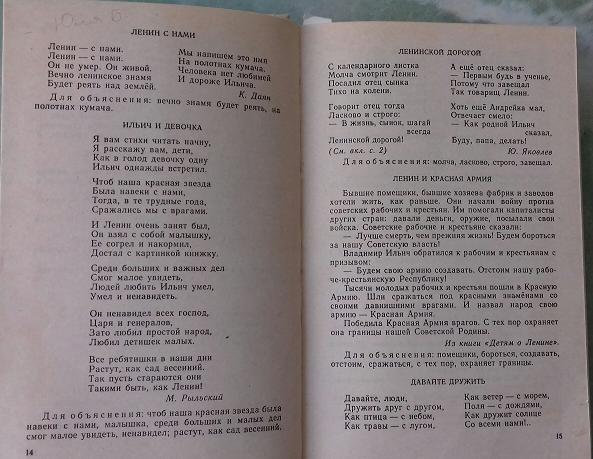 Юля Б
ЛЕНИН С НАМИ
Ленин — с нами.
Ленин — с нами.
Он не умер. Он живой.
Вечно ленинское знамя
Будет реять над землёй.
Мы напишем это имя
На полотнах кумача.
Человека нет любимей
И дороже Ильича.
К. Даян
Для объяснения: вечно знамя будет реять, на
полотнах кумача.
ИЛЬИЧ И ДЕВОЧКА
Я вам стихи читать начну,
Я расскажу вам, дети,
Как в голод девочку одну
Ильич однажды встретил.
Чтоб наша красная звезда
Была навеки с нами,
Тогда, в те трудные года,
Сражались мы с врагами.
И Ленин очень занят был,
Он взял с собой малышку,
Ее согрел и накормил,
Достал с картинкой книжку.
Среди больших и важных дел
Смог малое увидеть,
Людей любить Ильич умел,
Умел и ненавидеть.
Он ненавидел всех господ,
Царя и генералов,
Зато любил простой народ,
Любил детишек малых.
Все ребятишки в наши дни
Растут, как сад весенний.
Так пусть стараются они
Такими быть, как Ленин!
М. Рыльский
Для объяснения: чтоб наша красная звезда была
навеки с нами, малышка, среди больших и малых дел
смог малое увидеть, ненавидел; растут, как сад весенний.
14
ЛЕНИНСКОЙ ДОРОГОЙ
С календарного листка
Молча смотрит Ленин.
Посадил отец сынка
Тихо на колени.
Говорит отец тогда
Ласково и строго:
— В жизнь, сынок, шагай
всегда
Ленинской дорогой!
(См. вкл. с. 2)
А ещё отец сказал:
— Первым будь в ученье,
Потому что завещал
Так товарищ Ленин.
Хоть ещё Андрейка мал,
Отвечает смело:
— Как родной Ильич
сказал,
Буду, папа, делать!
Ю. Яковлев
Для объяснения: молча, ласково, строго, завещал.
ЛЕНИН И КРАСНАЯ АРМИЯ
Бывшие помещики, бывшие хозяева фабрик и заводов
хотели жить, как раньше. Они начали войну против
советских рабочих и крестьян. Им помогали капиталисты
других стран: давали деньги, оружие, посылали свои
войска. Советские рабочие и крестьяне сказали:
— Лучше смерть, чем прежняя жизнь! Будем бороться
за нашу Советскую власть!
Владимир Ильич обратился к рабочим и крестьянам с
призывом:
— Будем свою армию создавать. Отстоим нашу рабо-
че-крестьянскую Республику!
Тысячи молодых рабочих и крестьян пошли в Красную
Армию. Шли сражаться под красными знамёнами со
своими давнишними врагами. И назвал народ свою
армию — Красная Армия.
Победила Красная Армия врагов. С тех пор охраняет
она границы нашей Советской Родины.
Из книги «Детям о Ленине».
Для объяснения: помещики, бороться, создавать,
отстоим, сражаться, с тех пор, охраняет границы.
ДАВАЙТЕ ДРУЖИТЬ
Давайте, люди,
Дружить друг с другом,
Как птица — с небом,
Как травы — с лугом,
Как ветер — с морем,
Поля — с дождями,
Как дружит солнце
Со всеми нами!..
15